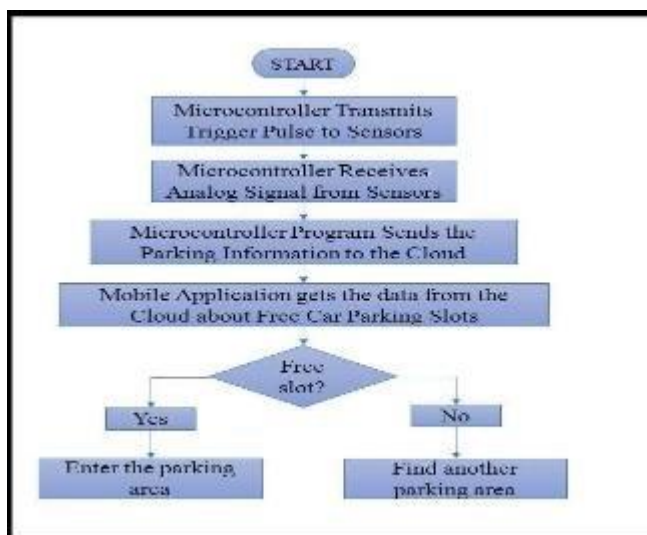 START
Microcontroller Transmits
Trigger Pulse to Sensors
Microcontroller Receives
Analog Signal from Sensors
Microcontroller Program Sends the
Parking Information to the Cloud
Mobile Application gets the data from the
Cloud about Free Car Parking Slots
Free
slot?
Yes
No
Enter the parking
area
Find another
parking area